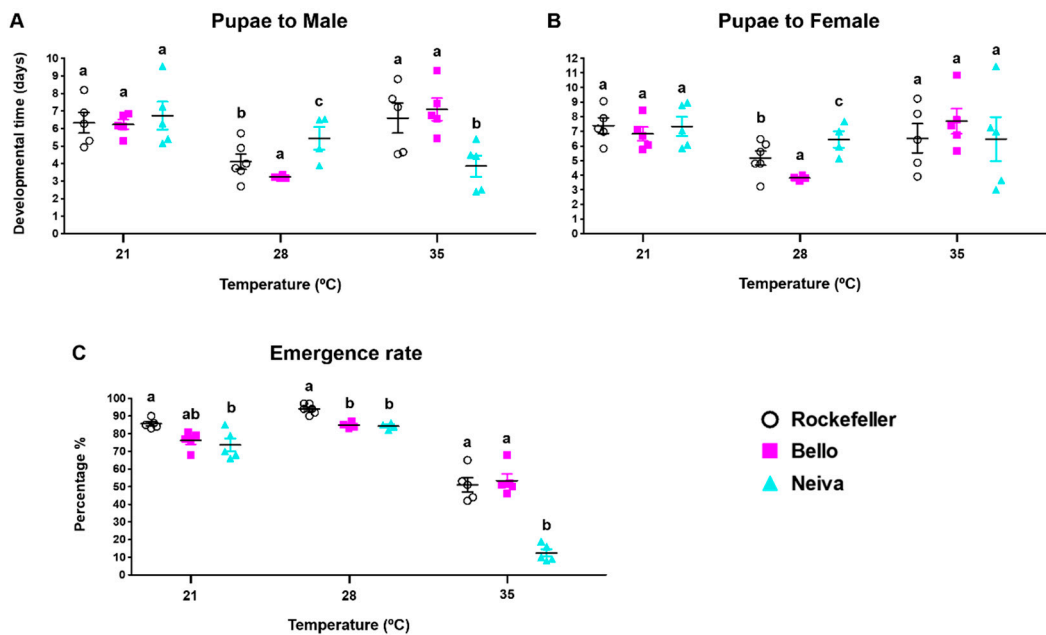 A Pupae to Male
Developmental time (days)
10
9
8
7
6
5
4
3
2
1
0
a a a
b a c
a a b
21 28 35
Temperature (ºC)
B Pupae to Female
12
11
10
9
8
7
6
5
4
3
2
1
0
a a a
b a c
a a a
21 28 35
Temperature (ºC)
C Emergence rate
Percentage %
100
90
80
70
60
50
40
30
20
10
0
a ab b
a b b
a a b
21 28 35
Temperature (ºC)
Rockefeller
Bello
Neiva